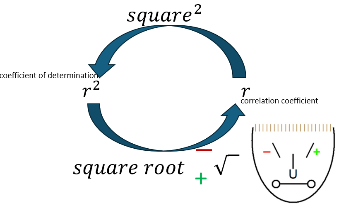 square²
coefficient of determination
r² r
correlation coefficient
square root − + √
− +